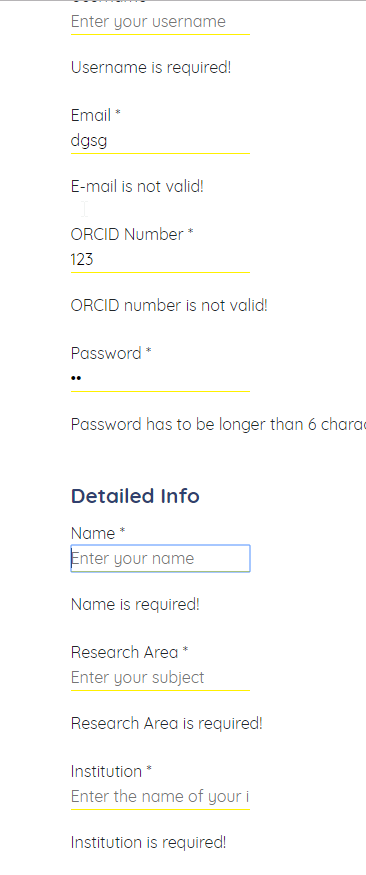 Enter your username
Username is required!
Email *
dgsg
E-mail is not valid!
ORCID Number *
123
ORCID number is not valid!
Password *
••
Password has to be longer than 6 charac
Detailed Info
Name *
Enter your name
Name is required!
Research Area *
Enter your subject
Research Area is required!
Institution *
Enter the name of your i
Institution is required!